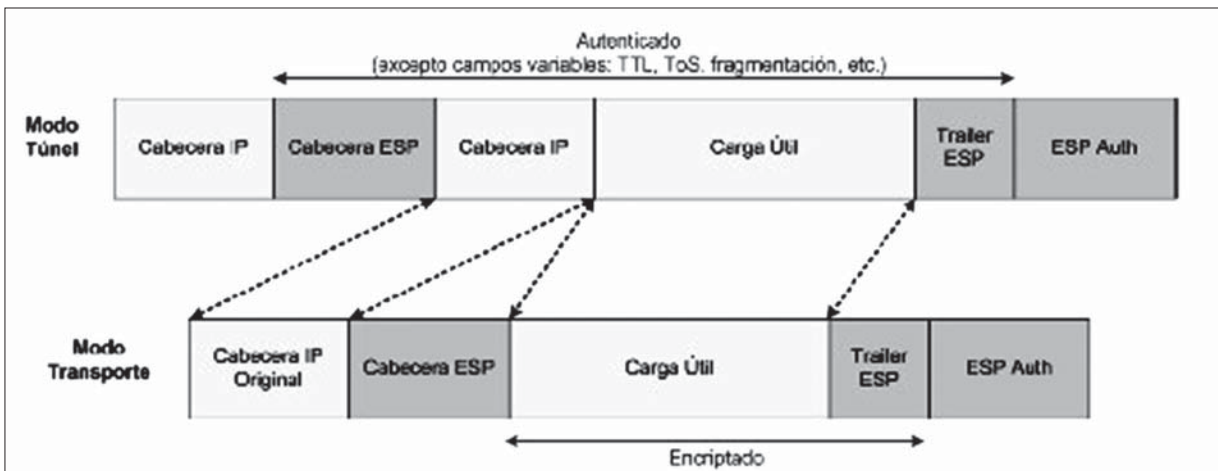 Autenticado
(excepto campos variables: TTL, ToS. fragmentación, etc.)
Modo
Túnel
Cabecera IP
Cabecera ESP
Cabecera IP
Carga Útil
Trailer
ESP
ESP Auth
Modo
Transporte
Cabecera IP
Original
Cabecera ESP
Carga Útil
Trailer
ESP
ESP Auth
Encriptado